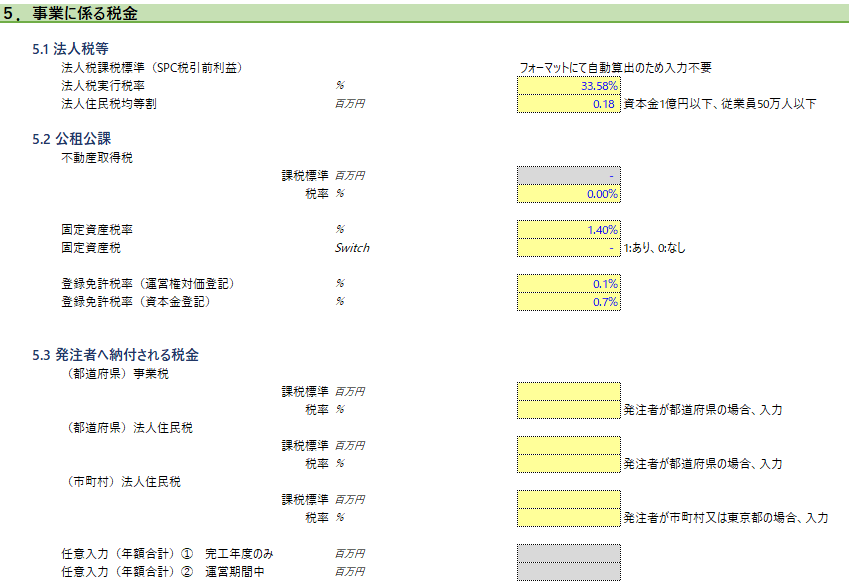 ５．事業に係る税金
5.1 法人税等
法人税課税標準（SPC税引前利益） フォーマットにて自動算出のため入力不要
法人税実行税率 % 33.58%
法人住民税均等割 百万円 0.18 資本金1億円以下、従業員50万人以下
5.2 公租公課
不動産取得税
課税標準 百万円 -
税率 % 0.00%
固定資産税率 % 1.40%
固定資産税 Switch - 1:あり、0:なし
登録免許税率（運営権対価登記） % 0.1%
登録免許税率（資本金登記） % 0.7%
5.3 発注者へ納付される税金
（都道府県）事業税
課税標準 百万円
税率 % 発注者が都道府県の場合、入力
（都道府県）法人住民税
課税標準 百万円
税率 % 発注者が都道府県の場合、入力
（市町村）法人住民税
課税標準 百万円
税率 % 発注者が市町村又は東京都の場合、入力
任意入力（年額合計）① 完工年度のみ 百万円
任意入力（年額合計）② 運営期間中 百万円